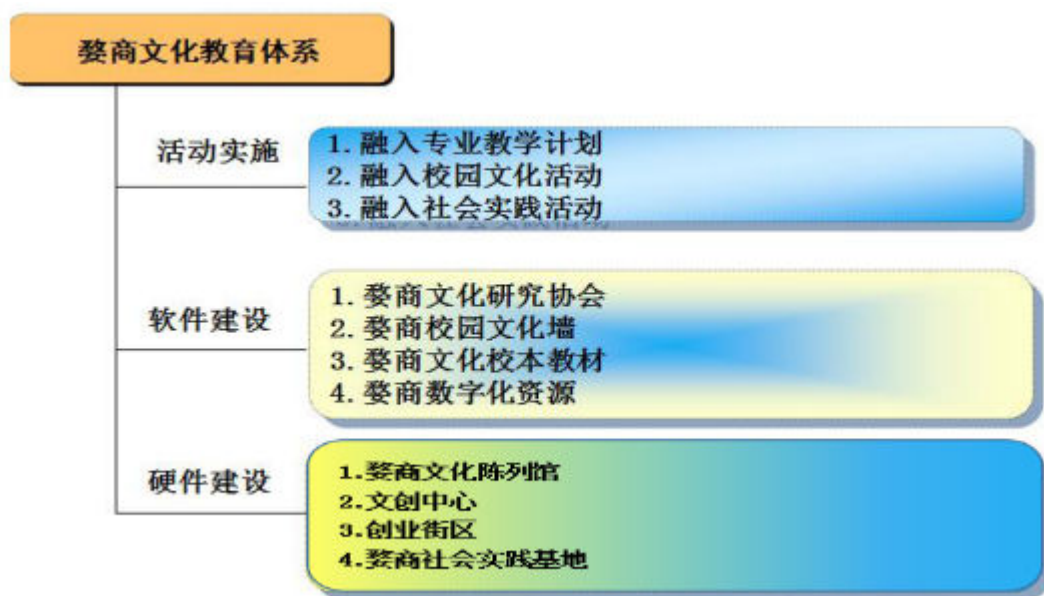 婺商文化教育体系
活动实施
1. 融入专业教学计划
2. 融入校园文化活动
3. 融入社会实践活动
软件建设
1. 婺商文化研究协会
2. 婺商校园文化墙
3. 婺商文化校本教材
4. 婺商数字化资源
硬件建设
1.婺商文化陈列馆
2.文创中心
3.创业街区
4.婺商社会实践基地